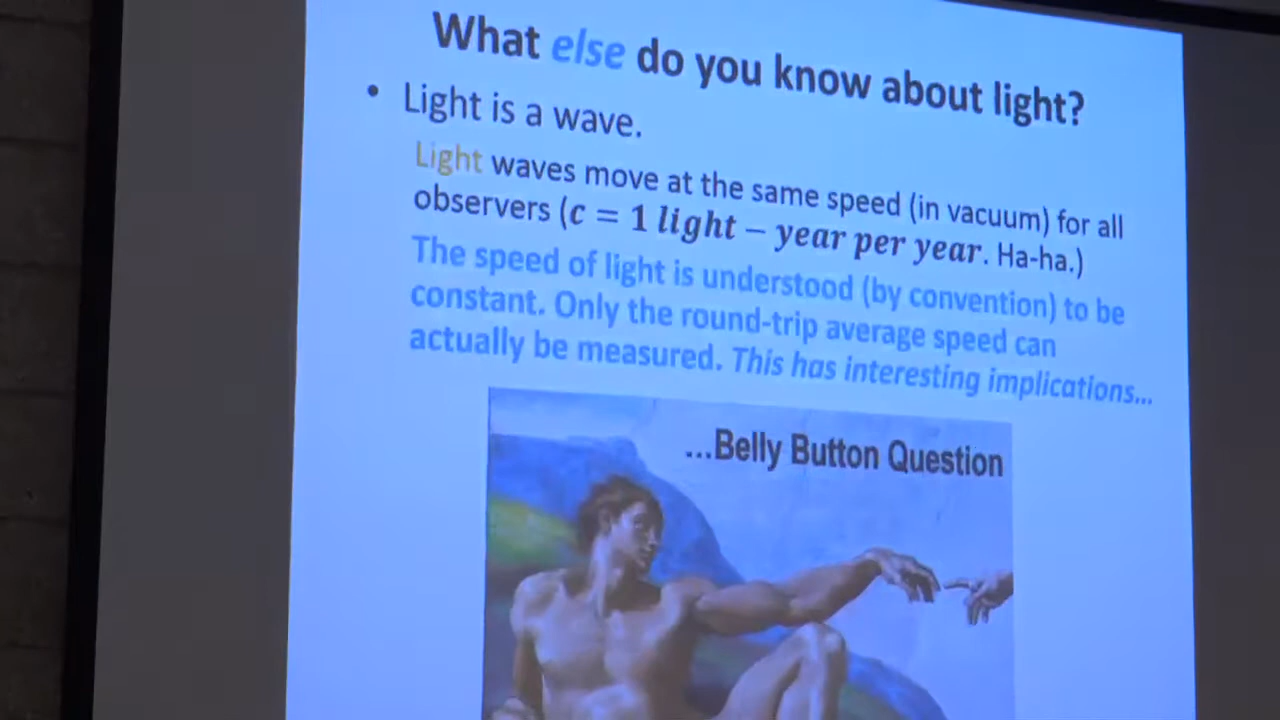 What else do you know about light?
• Light is a wave.
Light waves move at the same speed (in vacuum) for all
observers (c = 1 light − year per year. Ha-ha.)
The speed of light is understood (by convention) to be
constant. Only the round-trip average speed can
actually be measured. This has interesting implications...
...Belly Button Question